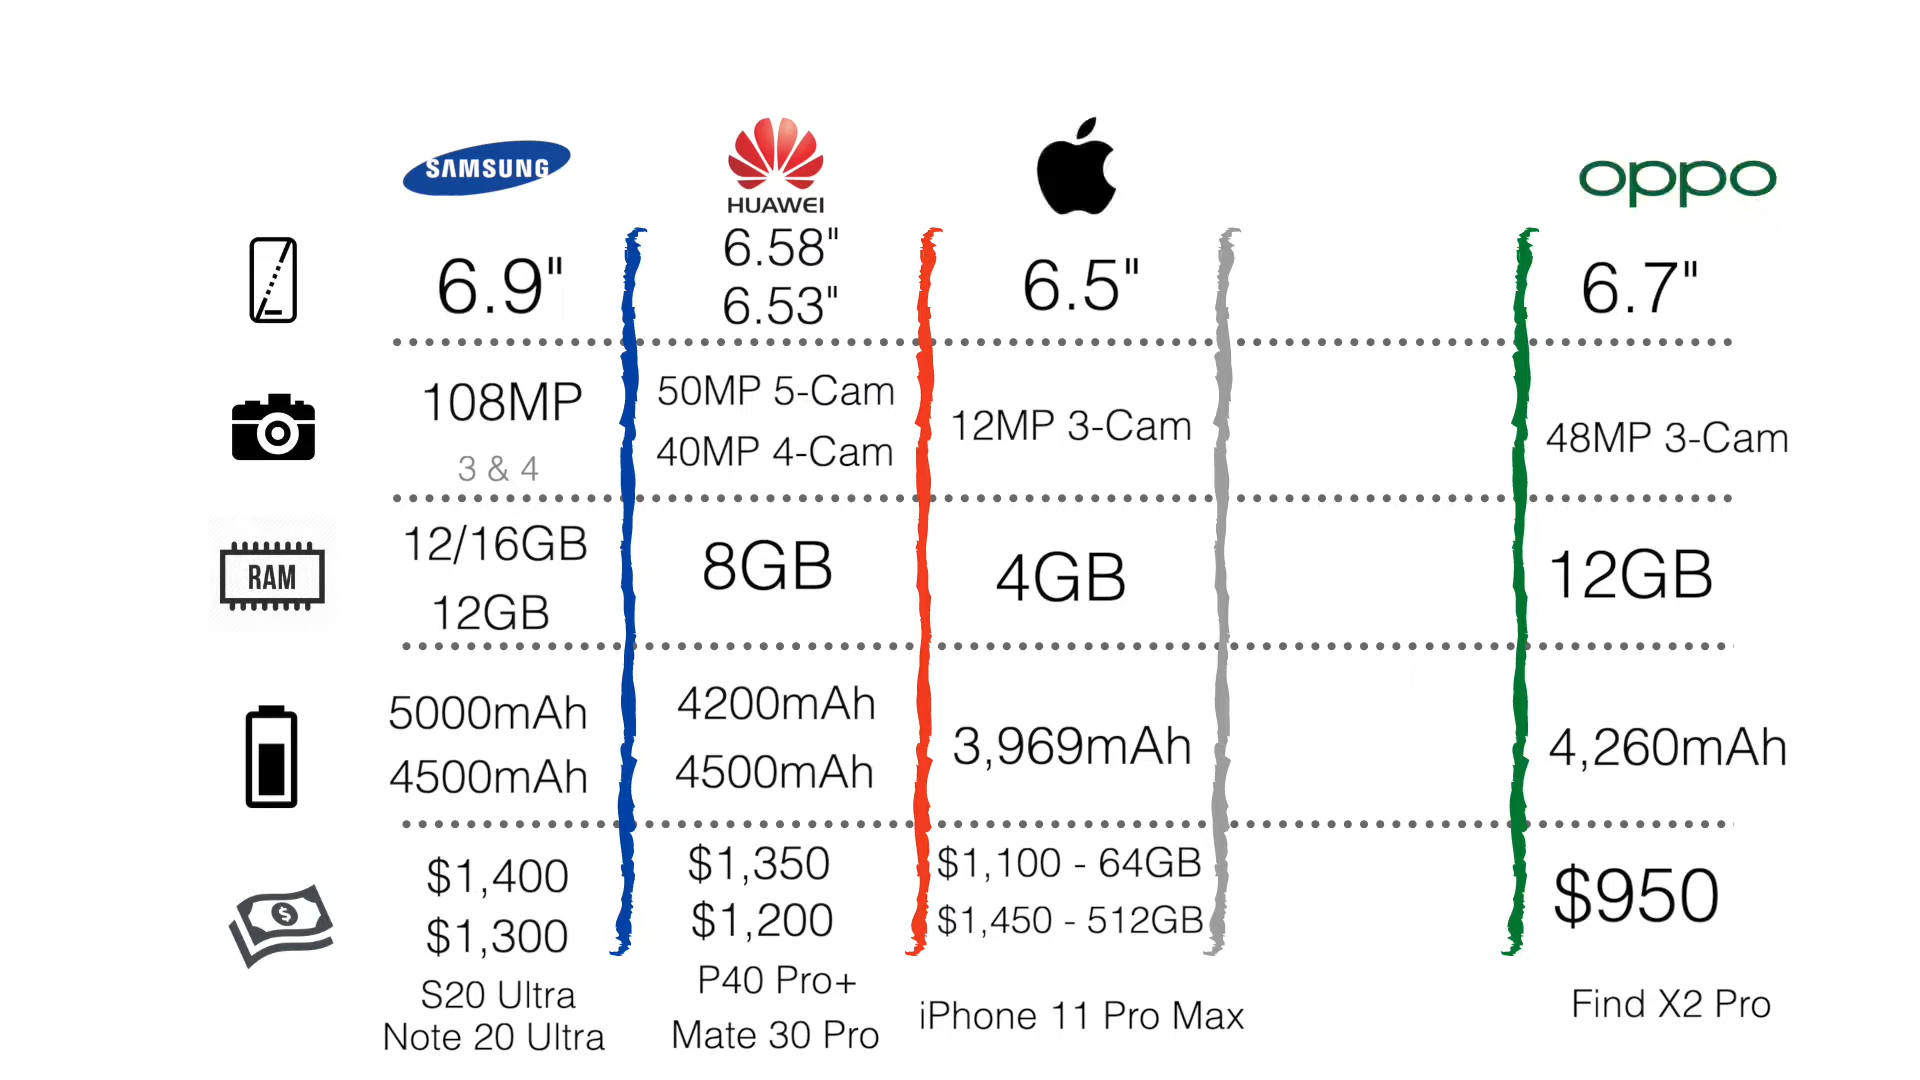 SAMSUNG
HUAWEI
oppo
6.9"
6.58"
6.53"
6.5"
6.7"
108MP
3 & 4
50MP 5-Cam
40MP 4-Cam
12MP 3-Cam
48MP 3-Cam
RAM
12/16GB
12GB
8GB
4GB
12GB
5000mAh
4500mAh
4200mAh
4500mAh
3,969mAh
4,260mAh
$
$1,400
$1,300
$1,350
$1,200
$1,100 - 64GB
$1,450 - 512GB
$950
S20 Ultra
Note 20 Ultra
P40 Pro+
Mate 30 Pro
iPhone 11 Pro Max
Find X2 Pro